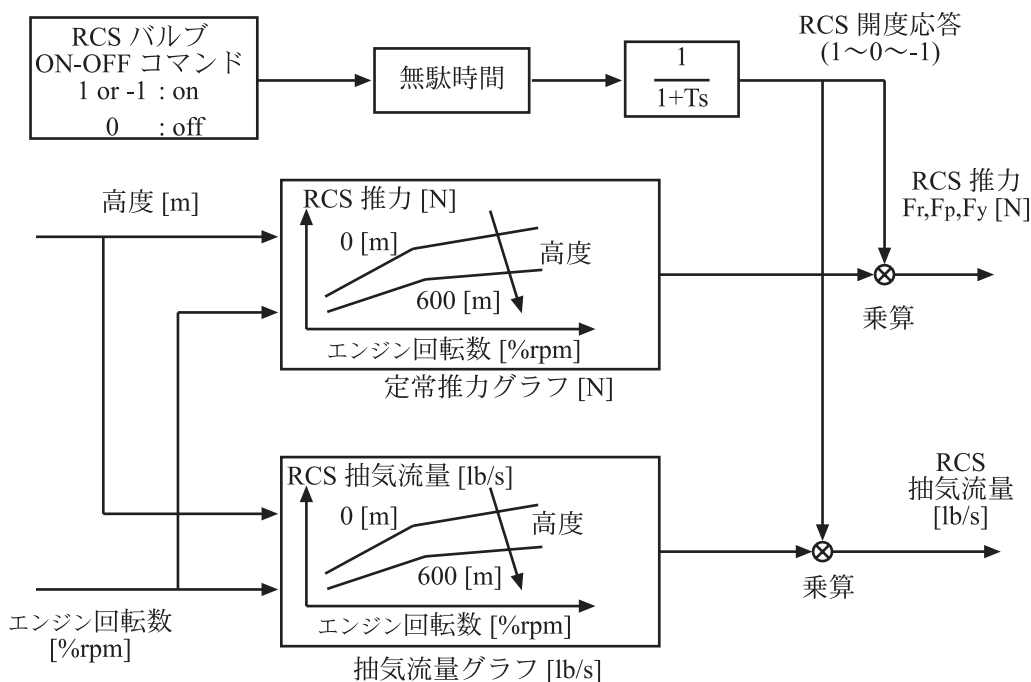 RCS バルブ
ON-OFF コマンド
1 or -1 : on
0 : off
無駄時間
1
1+Ts
RCS 開度応答
(1～0～-1)
高度 [m]
RCS 推力 [N]
0 [m]
高度
600 [m]
エンジン回転数 [%rpm]
定常推力グラフ [N]
RCS 推力
Fr,Fp,Fy [N]
乗算
RCS 抽気流量 [lb/s]
0 [m]
高度
600 [m]
エンジン回転数 [%rpm]
抽気流量グラフ [lb/s]
RCS
抽気流量
[lb/s]
乗算
エンジン回転数
[%rpm]